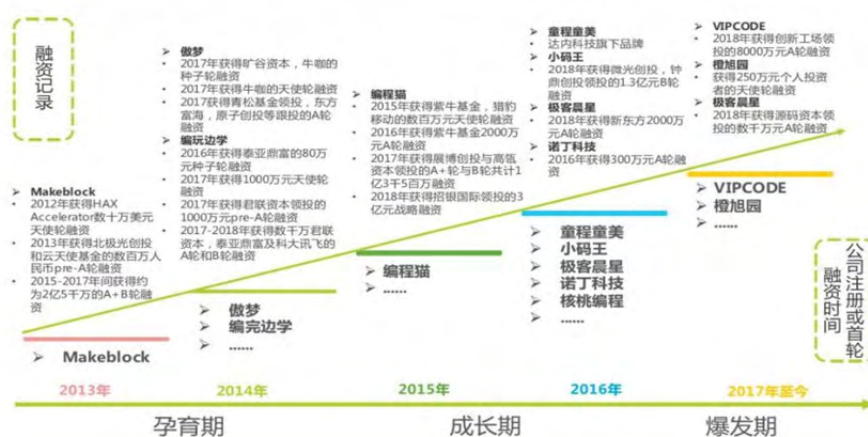 融资记录
➢ Makeblock
• 2012年获得HAX
Accelerator数十万美元
天使轮融资
• 2013年获得北极光创投
和云天使基金的数百万人
民币pre-A轮融资
• 2015-2017年间获得约
为2亿5千万的A+B轮融
资
➢ 傲梦
• 2017年获得旷谷资本，牛咖的
种子轮融资
• 2017年获得牛咖的天使轮融资
• 2017获得青松基金领投，东方
富海，原子创投等跟投的A轮
融资
➢ 编玩边学
• 2016年获得泰亚鼎富的80万
元种子轮融资
• 2017年获得1000万元天使轮
融资
• 2017年获得君联资本领投的
1000万元pre-A轮融资
• 2017-2018年获得数千万君联
资本，泰亚鼎富及科大讯飞的
A轮和B轮融资
➢ 编程猫
• 2015年获得紫牛基金，猎豹
移动的数百万元天使轮融资
• 2016年获得紫牛基金2000万
元A轮融资
• 2017年获得展博创投与高瓴
资本领投的A+轮与B轮共计1
亿3千5百万融资
• 2018年获得招银国际领投的3
亿元战略融资
➢ 童程童美
• 达内科技旗下品牌
➢ 小码王
• 2018年获得微光创投，钟
鼎创投领投的1.3亿元B轮
融资
➢ 极客晨星
• 2018年获得新东方2000万
元A轮融资
➢ 诺丁科技
• 2016年获得300万元A轮融
资
➢ VIPCODE
• 2018年获得创新工场领
投的8000万元A轮融资
➢ 橙旭园
• 获得250万元个人投资
者的天使轮融资
➢ 极客晨星
• 2018年获得源码资本领
投的数千万元A轮融资
➢ Makeblock
➢ 傲梦
➢ 编完边学
➢ ......
➢ 编程猫
➢ ......
➢ 童程童美
➢ 小码王
➢ 极客晨星
➢ 诺丁科技
➢ 核桃编程
➢ ......
➢ VIPCODE
➢ 橙旭园
➢ ......
公司注册或首轮
融资时间
2013年
2014年
2015年
2016年
2017年至今
孕育期
成长期
爆发期